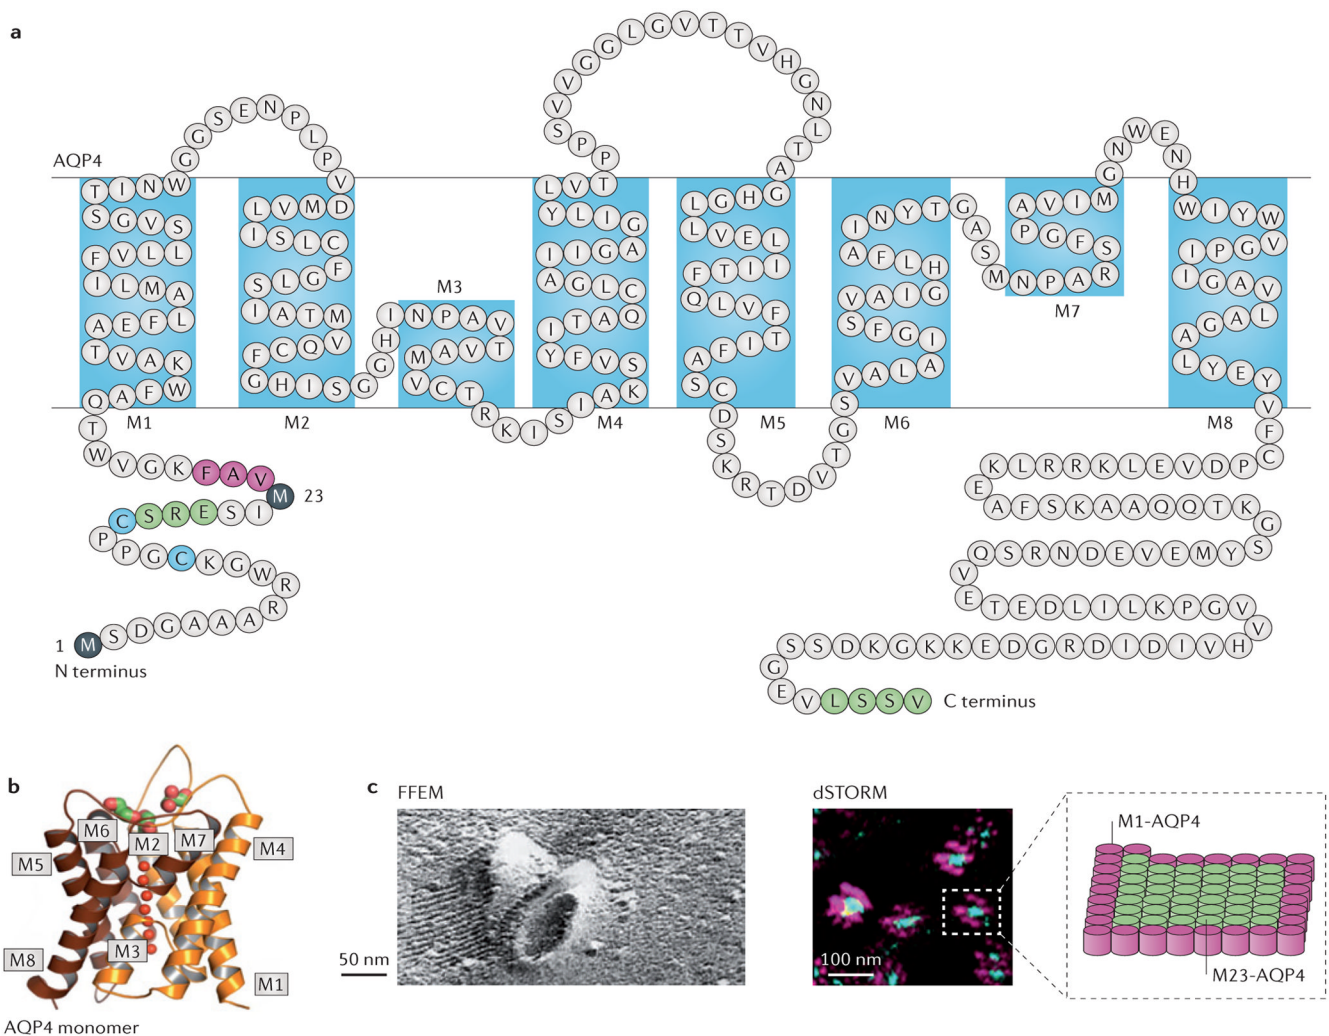 a
AQP4
G G S E N P L P V
P P S V V G G L G V T T V H G N L T A
G N W E N H
T I N W
S G V S
F V L L
I L M A
A E F L
T V A K
Q A F W
M1
L V M D
I S L C
S L G F
I A T M
F C Q V
G H I S G G H
M2
M3
I N P A V
M A V T
V C T R K I S I A K
L V T
Y L I G
I I G A
A G L C
I T A Q
Y F V S
M4
L G H G
L V E L
F T I I
Q L V F
A F I T
S C
M5
D S K R T D V T G S
I N Y T G A S M
A F L H
V A I G
S F G I
V A L A
M6
A V I M
P G F S
N P A R
M7
W I Y W
I P G V
I G A V
A G A L
L Y E Y
M8
V F C
T
W V G K F A V
M 23
C S R E S I
P P G C K G W R
1 M S D G A A A R
N terminus
K L R R K L E V D P
E
A F S K A A Q Q T K G
Q S R N D E V E M Y S
V
E T E D L I L K P G V V
S S D K G K K E D G R D I D I V H
G
E V L S S V C terminus
b
M6
M2
M7
M5
M4
M3
M8
M1
AQP4 monomer
c
FFEM
50 nm
dSTORM
100 nm
M1-AQP4
M23-AQP4